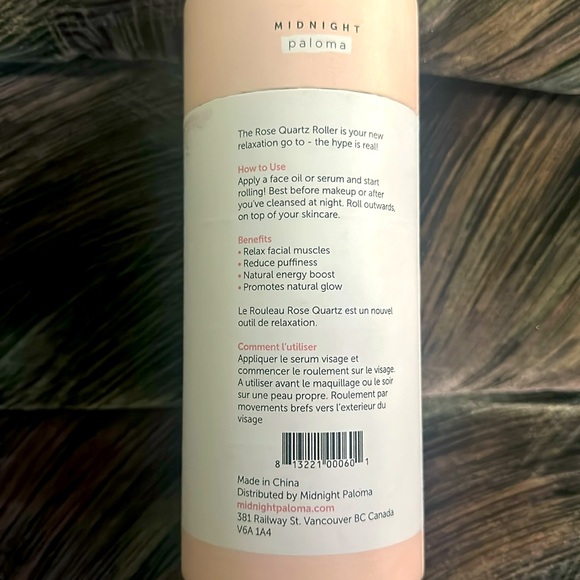 MIDNIGHT
paloma
The Rose Quartz Roller is your new
relaxation go to - the hype is real!
How to Use
Apply a face oil or serum and start
rolling! Best before makeup or after
you've cleansed at night. Roll outwards,
on top of your skincare.
Benefits
• Relax facial muscles
• Reduce puffiness
• Natural energy boost
• Promotes natural glow
Le Rouleau Rose Quartz est un nouvel
outil de relaxation.
Comment l'utiliser
Appliquer le serum visage et
commencer le roulement sur le visage.
A utiliser avant le maquillage ou le soir
sur une peau propre. Roulement par
movements brefs vers l'exterieur du
visage
8 13221 00060 1
Made in China
Distributed by Midnight Paloma
midnightpaloma.com
381 Railway St. Vancouver BC Canada
V6A 1A4